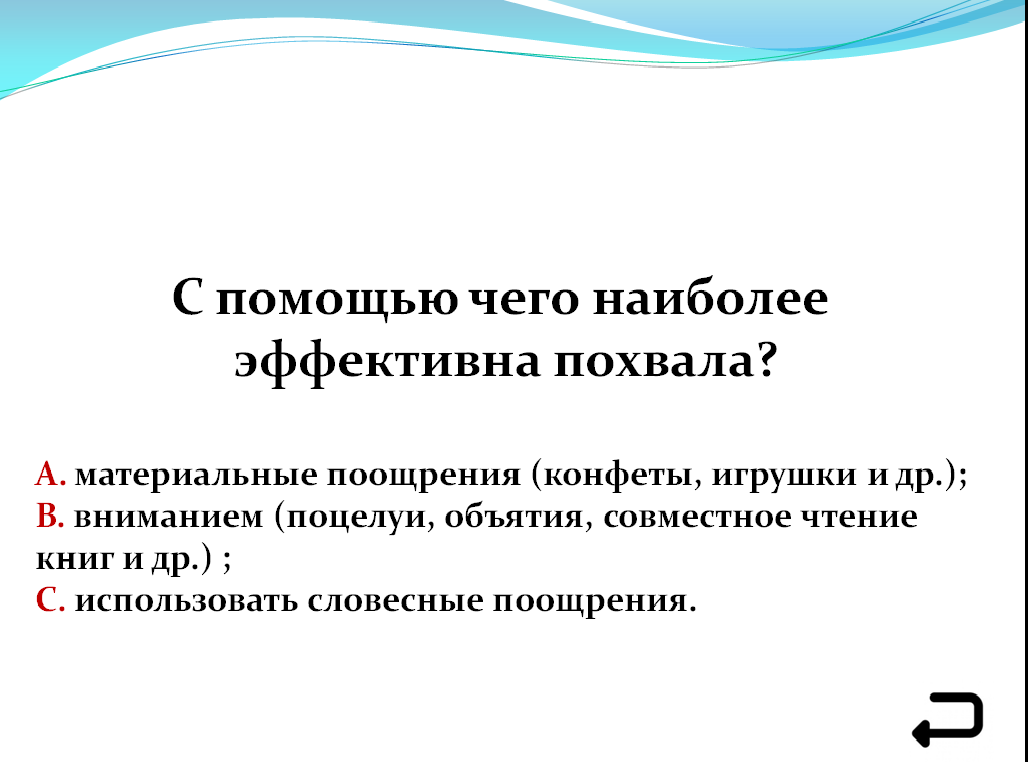 С помощью чего наиболее
эффективна похвала?
A. материальные поощрения (конфеты, игрушки и др.);
B. вниманием (поцелуи, объятия, совместное чтение
книг и др.) ;
C. использовать словесные поощрения.